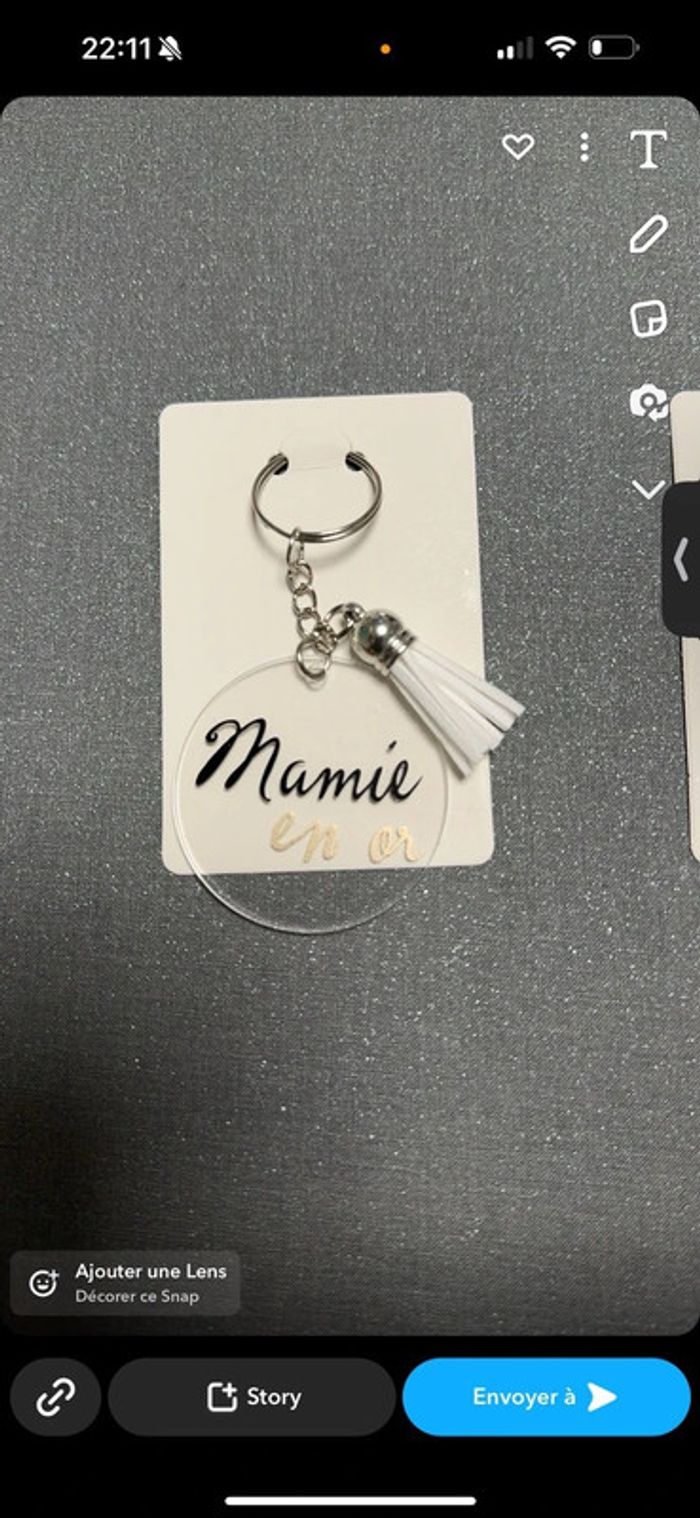 22:11
T
Mamie
en or
Ajouter une Lens
Décorer ce Snap
Story
Envoyer à